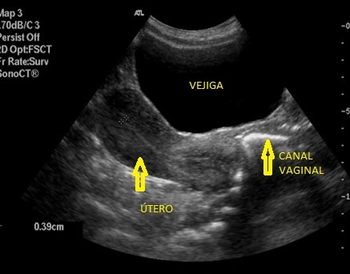 Map 3
170dB/C 3
Persist Off
2D Opt:FSCT
Fr Rate:Surv
SonoCT®
ATL
VEJIGA
CANAL
VAGINAL
ÚTERO
0.39cm